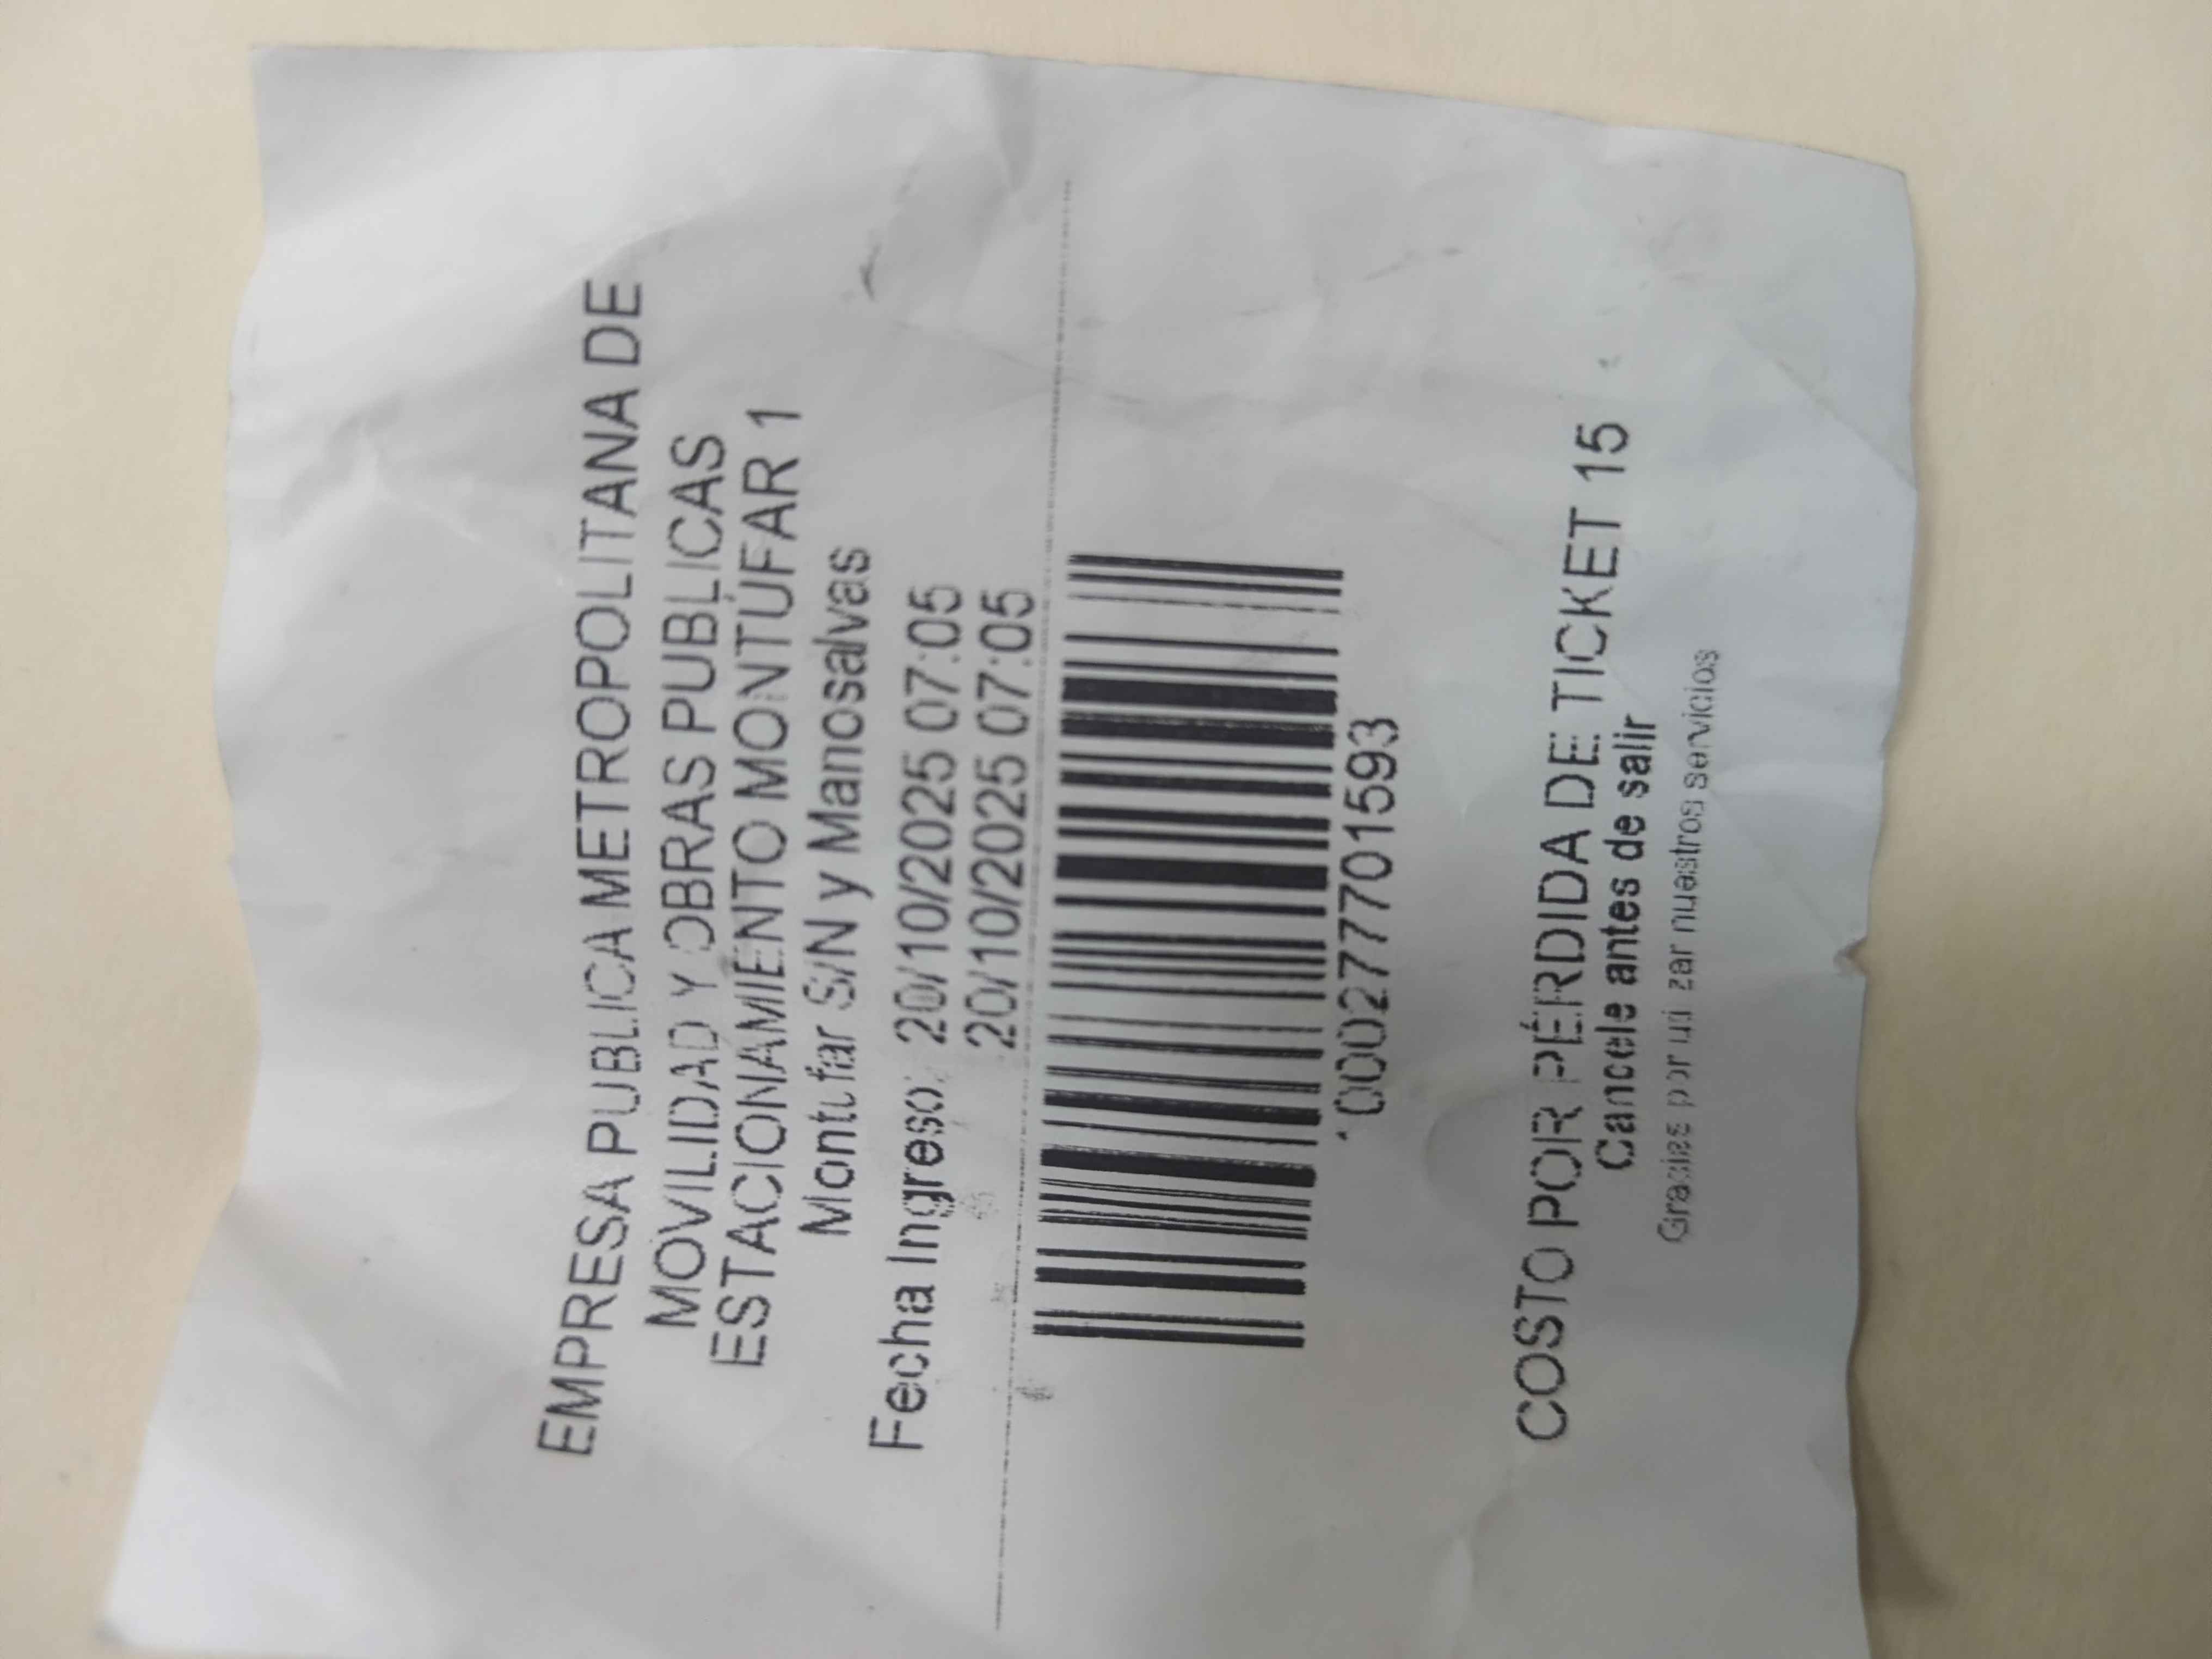 EMPRESA PUBLICA METROPOLITANA DE
MOVILIDAD Y OBRAS PUBLICAS
ESTACIONAMIENTO MONTÚFAR 1
Montufar S/N y Manosalvas
Fecha Ingreso: 20/10/2025 07:05
20/10/2025 07:05
000277701593
COSTO POR PÉRDIDA DE TICKET 15
Cancele antes de salir
Gracias por utilizar nuestros servicios